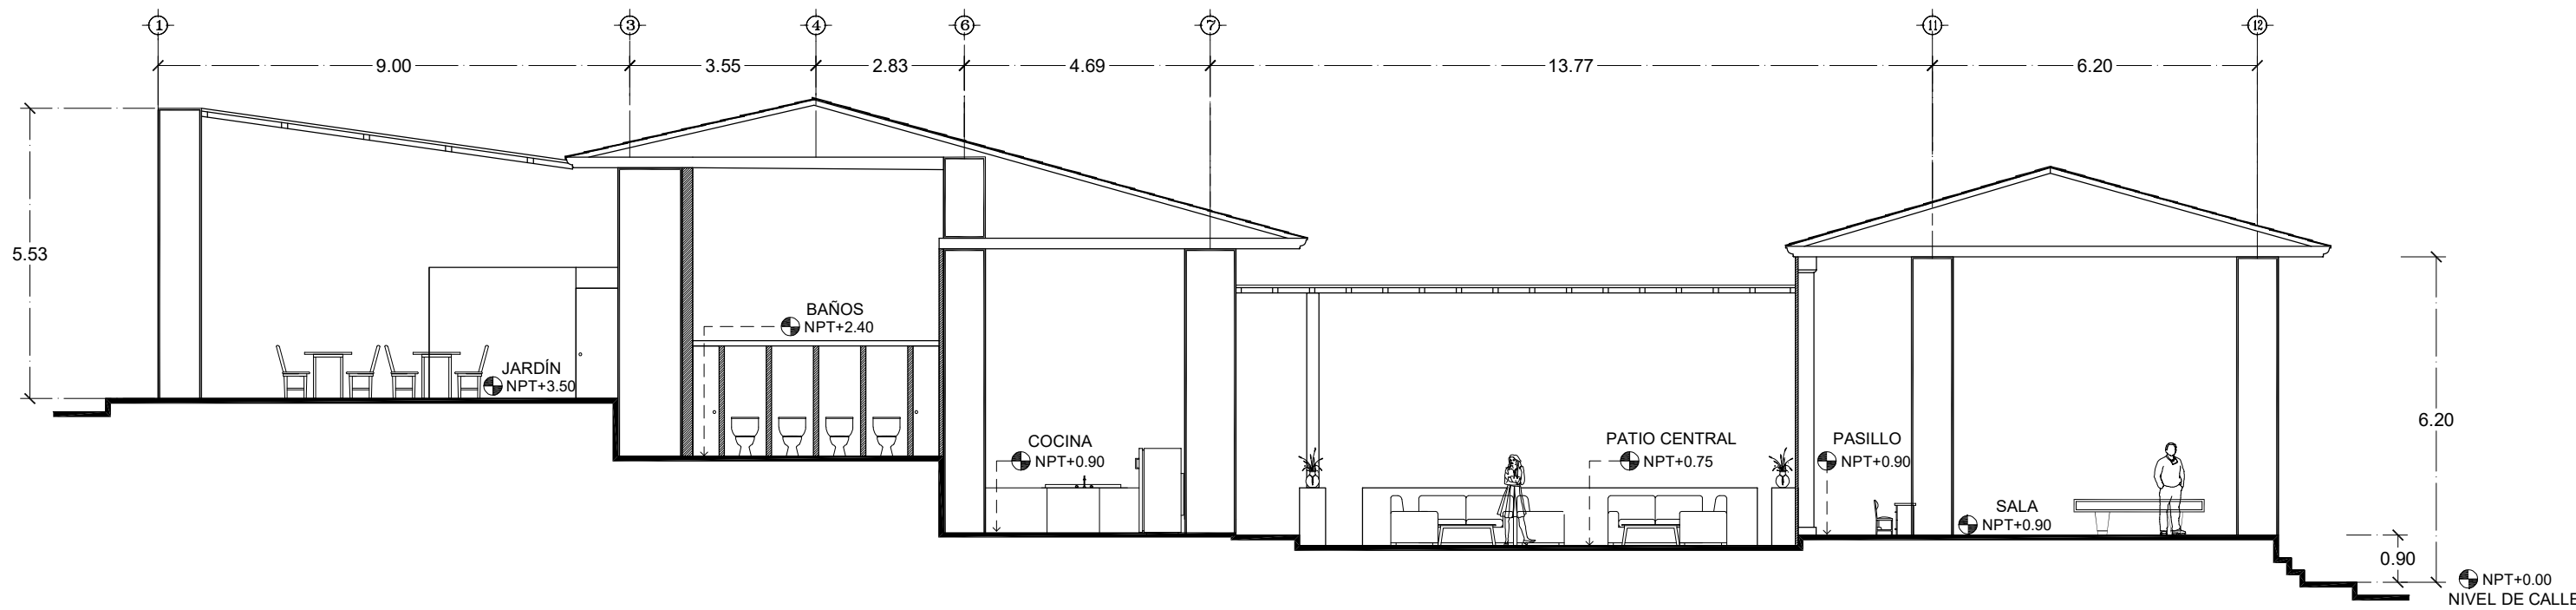 1
3
4
6
7
11
12
9.00
3.55
2.83
4.69
13.77
6.20
5.53
BAÑOS
NPT+2.40
JARDÍN
NPT+3.50
COCINA
NPT+0.90
PATIO CENTRAL
NPT+0.75
PASILLO
NPT+0.90
SALA
NPT+0.90
6.20
0.90
NPT+0.00
NIVEL DE CALLE